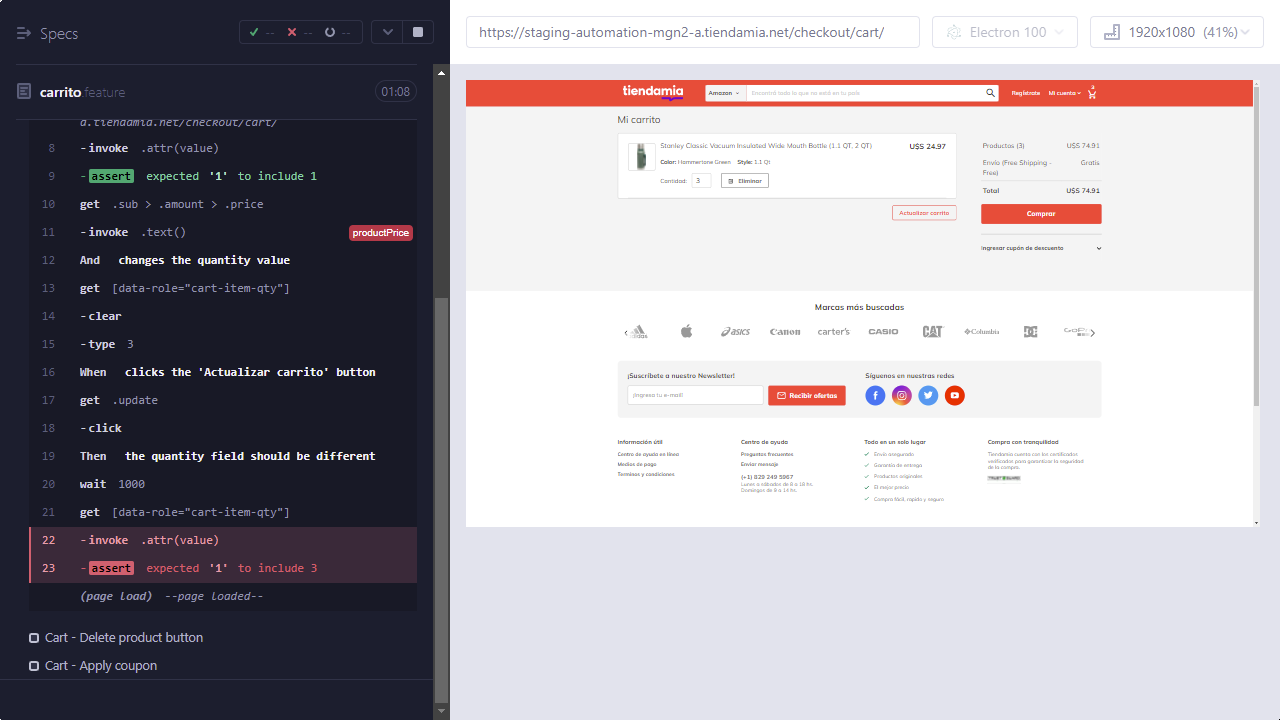 Specs
--
--
--
https://staging-automation-mgn2-a.tiendamia.net/checkout/cart/
Electron 100
1920x1080 (41%)
carrito feature
01:08
a.tiendamia.net/checkout/cart/
8 -invoke .attr(value)
9 -assert expected '1' to include 1
10 get .sub > .amount > .price
11 -invoke .text()
productPrice
12 And changes the quantity value
13 get [data-role="cart-item-qty"]
14 -clear
15 -type 3
16 When clicks the 'Actualizar carrito' button
17 get .update
18 -click
19 Then the quantity field should be different
20 wait 1000
21 get [data-role="cart-item-qty"]
22 -invoke .attr(value)
23 -assert expected '1' to include 3
(page load) --page loaded--
Cart - Delete product button
Cart - Apply coupon
tiendamia
Amazon
Encontrá todo lo que no está en tu país
Regístrate
Mi cuenta
Mi carrito
Stanley Classic Vacuum Insulated Wide Mouth Bottle (1.1 QT, 2 QT)
U$S 24.97
Color: Hammertone Green Style: 1.1 Qt
Cantidad: 3 Eliminar
Actualizar carrito
Productos (3) U$S 74.91
Envío (Free Shipping - Free) Gratis
Total U$S 74.91
Comprar
Ingresar cupón de descuento
Marcas más buscadas
adidas
asics
Canon
carter's
CASIO
CAT
Columbia
DC
GoPro
¡Suscríbete a nuestro Newsletter!
¡Ingresa tu e-mail!
Recibir ofertas
Síguenos en nuestras redes
Información útil
Centro de ayuda en línea
Medios de pago
Terminos y condiciones
Centro de ayuda
Preguntas frecuentes
Enviar mensaje
(+1) 829 249 5967
Lunes a sábados de 8 a 18 hs.
Domingos de 8 a 14 hs.
Todo en un solo lugar
Envío asegurado
Garantía de entrega
Productos originales
El mejor precio
Compra fácil, rapido y seguro
Compra con tranquilidad
Tiendamia cuenta con los certificados
verificados para garantizar la seguridad
de la compra.